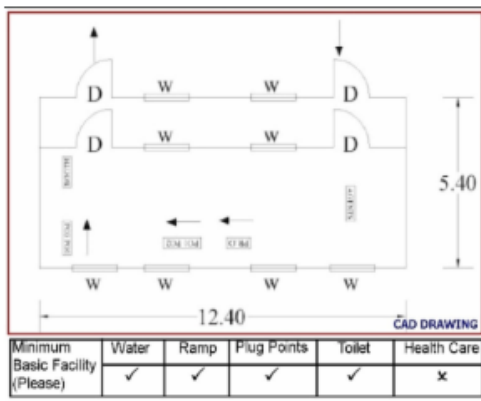 D W W D
D W W D
5.40
W W W W
12.40
CAD DRAWING
Minimum Basic Facility (Please) Water Ramp Plug Points Toilet Health Care
✓ ✓ ✓ ✓ ×